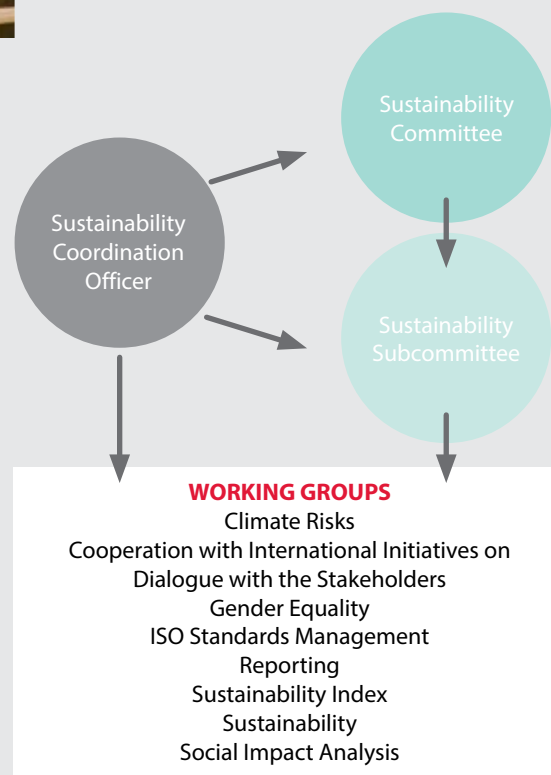 Sustainability
Committee
Sustainability
Coordination
Officer
Sustainability
Subcommittee
WORKING GROUPS
Climate Risks
Cooperation with International Initiatives on
Dialogue with the Stakeholders
Gender Equality
ISO Standards Management
Reporting
Sustainability Index
Sustainability
Social Impact Analysis